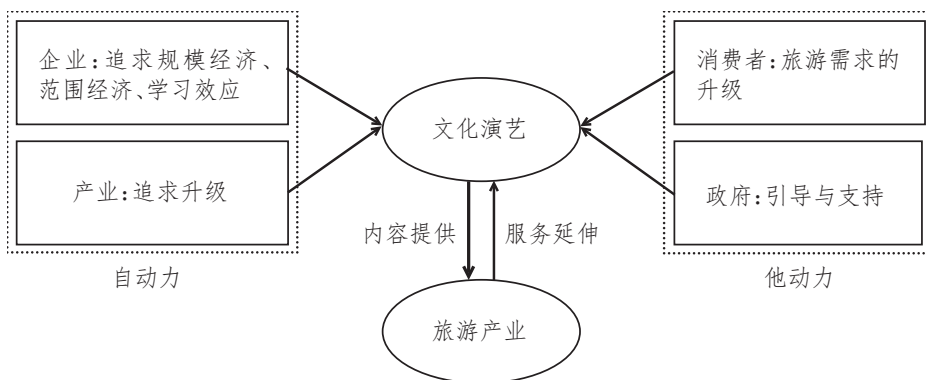 企业:追求规模经济、
范围经济、学习效应
产业:追求升级
自动力
文化演艺
内容提供
服务延伸
旅游产业
消费者:旅游需求的
升级
政府:引导与支持
他动力